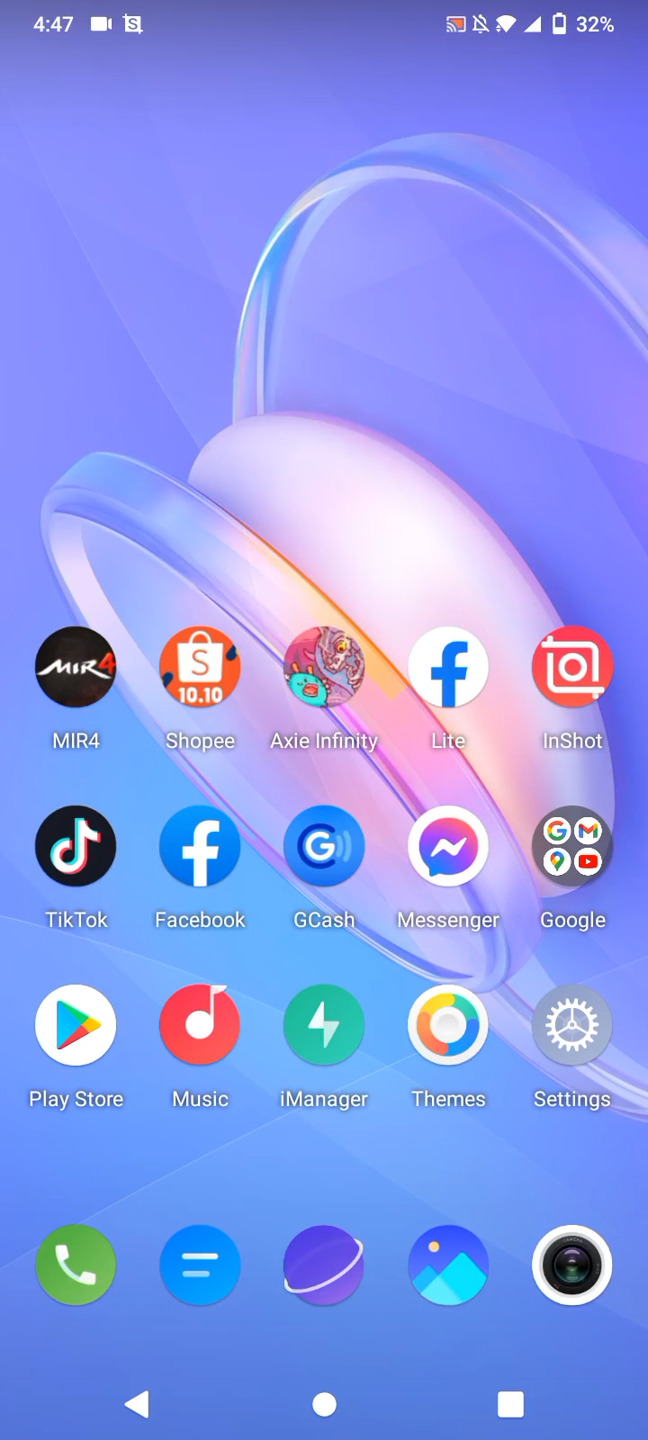 4:47 32%
MIR4
S
10.10
MIR4 Shopee Axie Infinity Lite InShot
TikTok Facebook GCash Messenger Google
Play Store Music iManager Themes Settings